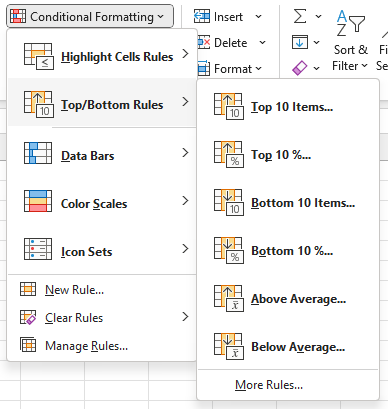 Conditional Formatting
Insert
Delete
Format
Sort &
Filter
Highlight Cells Rules
Top/Bottom Rules
Data Bars
Color Scales
Icon Sets
New Rule...
Clear Rules
Manage Rules...
Top 10 Items...
Top 10 %...
Bottom 10 Items...
Bottom 10 %...
Above Average...
Below Average...
More Rules...